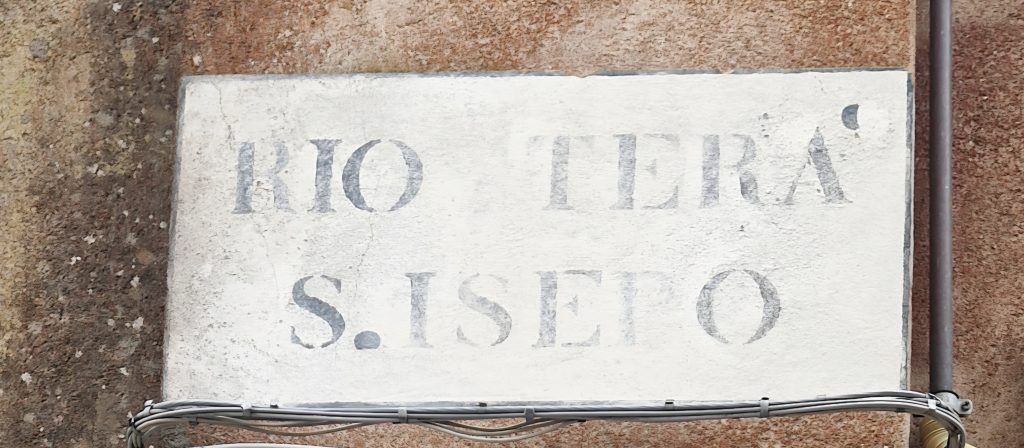 RIO TERA'
S. ISEPO